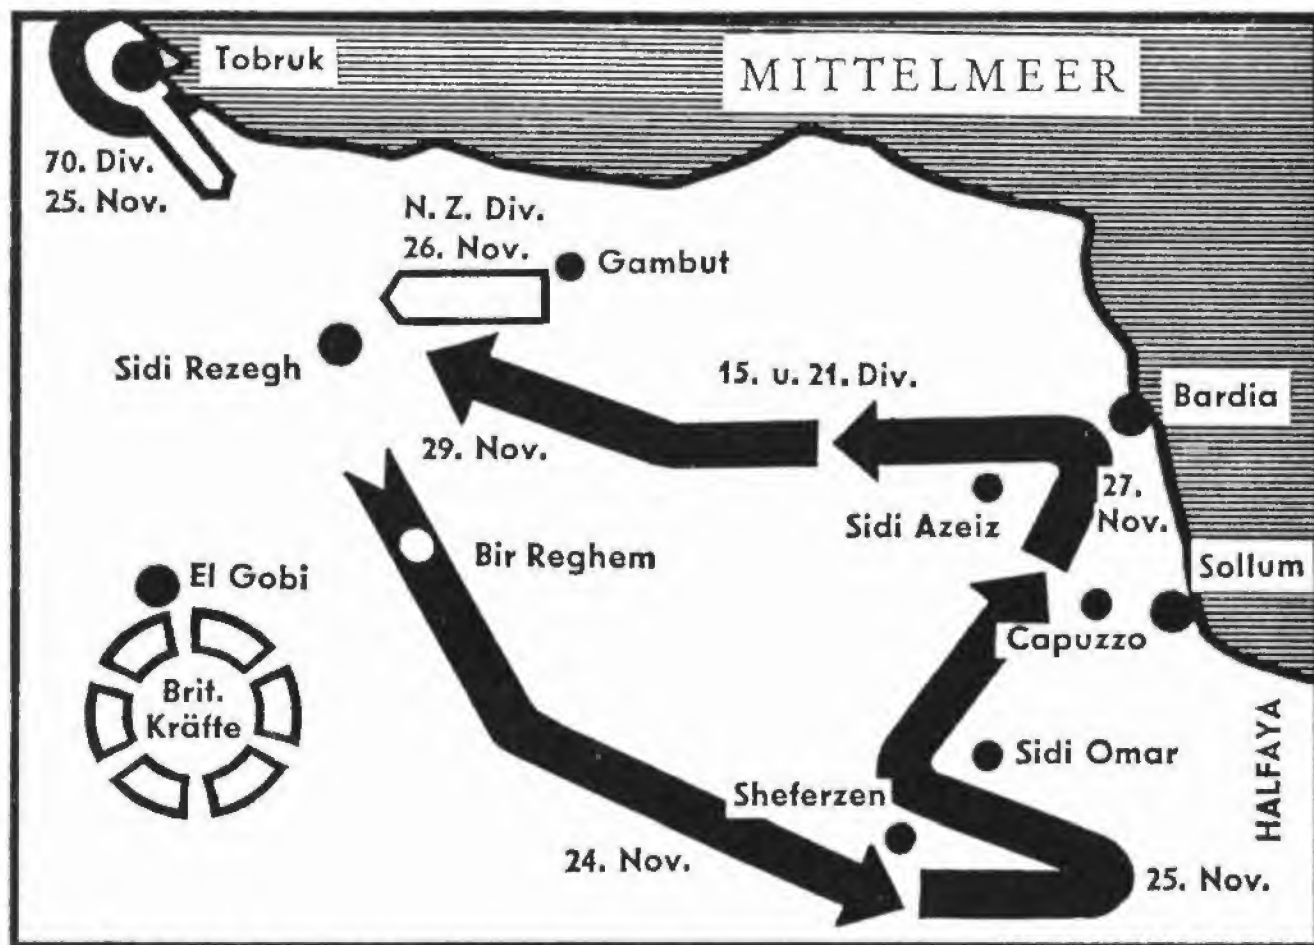 Tobruk
MITTELMEER
70. Div.
25. Nov.
N. Z. Div.
26. Nov.
Gambut
Sidi Rezegh
15. u. 21. Div.
Bardia
29. Nov.
Sidi Azeiz
27.
Nov.
Bir Reghem
Sollum
El Gobi
Capuzzo
Brit.
Kräfte
Sidi Omar
HALFAYA
Sheferzen
24. Nov.
25. Nov.